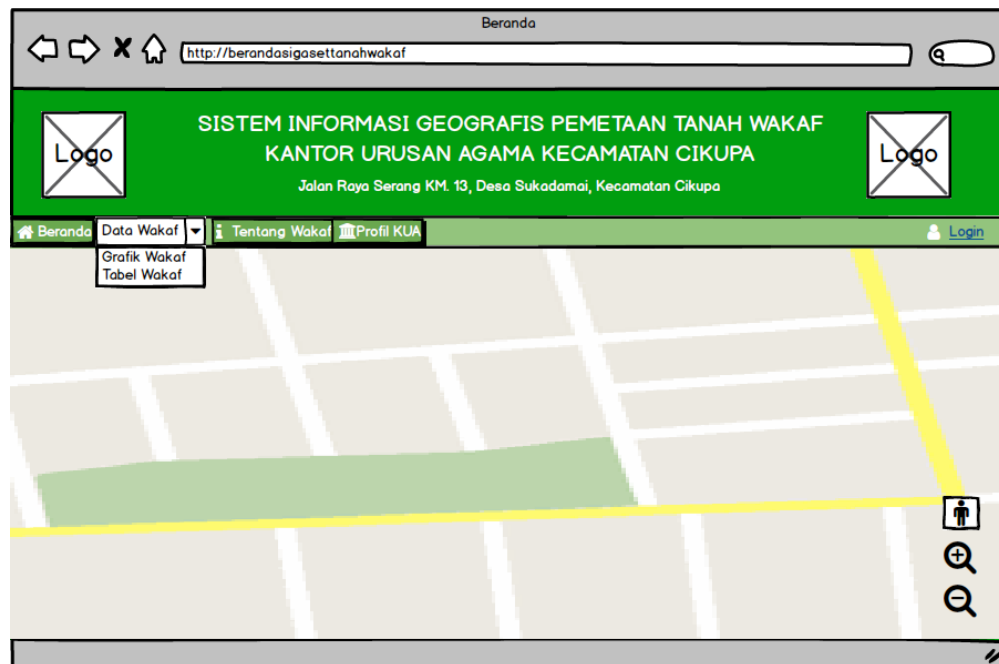 Beranda
http://berandasigasettanahwakaf
SISTEM INFORMASI GEOGRAFIS PEMETAAN TANAH WAKAF
KANTOR URUSAN AGAMA KECAMATAN CIKUPA
Jalan Raya Serang KM. 13, Desa Sukadamai, Kecamatan Cikupa
Logo
Logo
Beranda Data Wakaf Tentang Wakaf Profil KUA Login
Grafik Wakaf
Tabel Wakaf